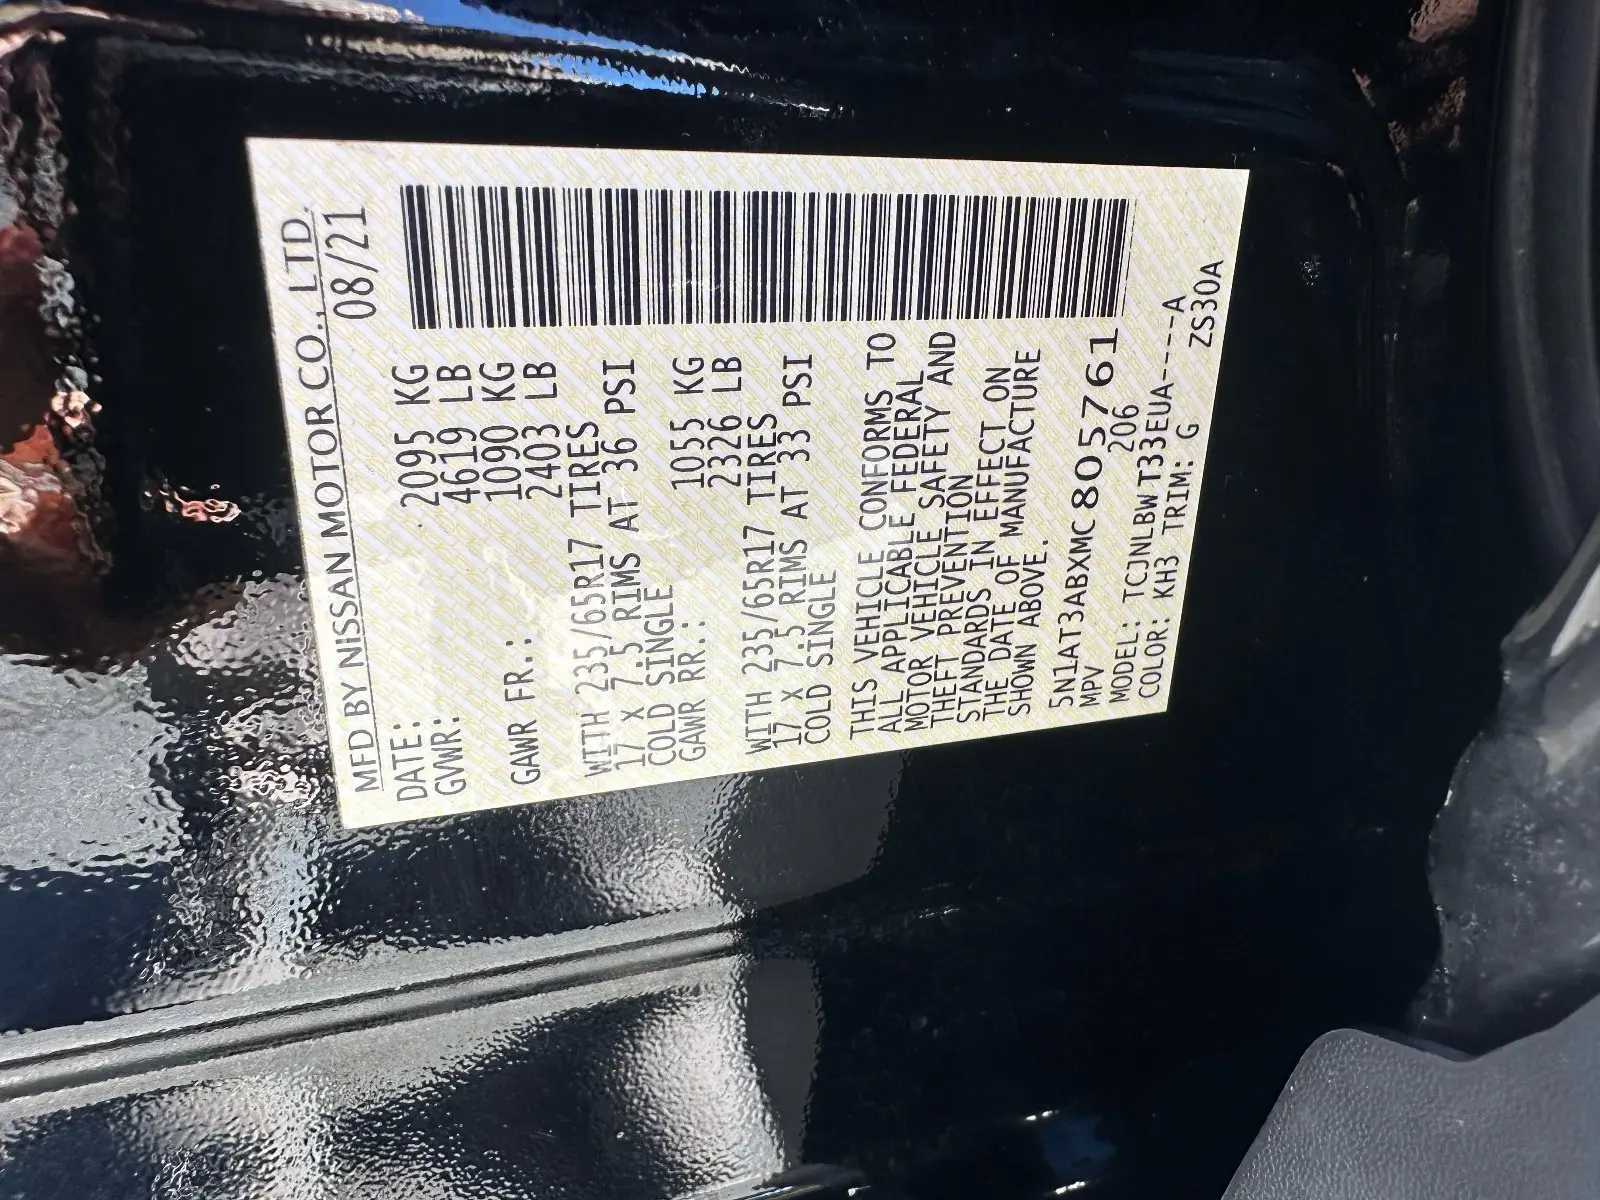 MFD BY NISSAN MOTOR CO., LTD.
DATE: 08/21
GVWR: 2095 KG
4619 LB
GAWR FR.: 1090 KG
2403 LB
WITH 235/65R17 TIRES
17 X 7.5 RIMS AT 36 PSI
COLD SINGLE
GAWR RR.: 1055 KG
2326 LB
WITH 235/65R17 TIRES
17 X 7.5 RIMS AT 33 PSI
COLD SINGLE
THIS VEHICLE CONFORMS TO
ALL APPLICABLE FEDERAL
MOTOR VEHICLE SAFETY AND
THEFT PREVENTION
STANDARDS IN EFFECT ON
THE DATE OF MANUFACTURE
SHOWN ABOVE.
5N1AT3ABXMC805761
MPV 206
MODEL: TCJNLBWT33EUA----A
COLOR: KH3 TRIM: G ZS30A